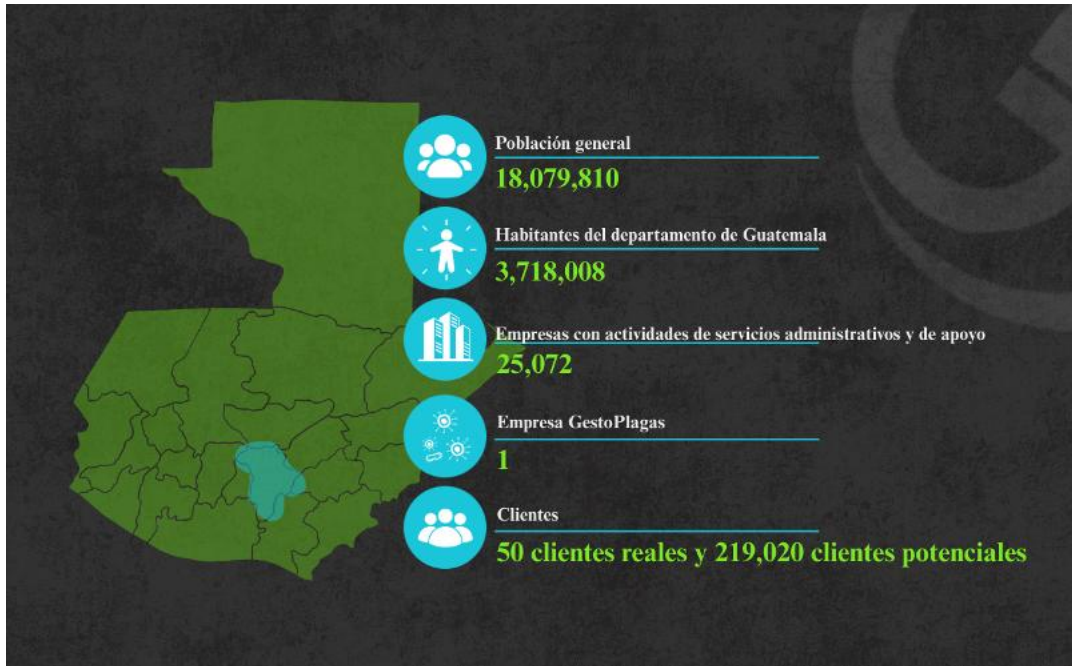 Población general
18,079,810
Habitantes del departamento de Guatemala
3,718,008
Empresas con actividades de servicios administrativos y de apoyo
25,072
Empresa GestoPlagas
1
Clientes
50 clientes reales y 219,020 clientes potenciales